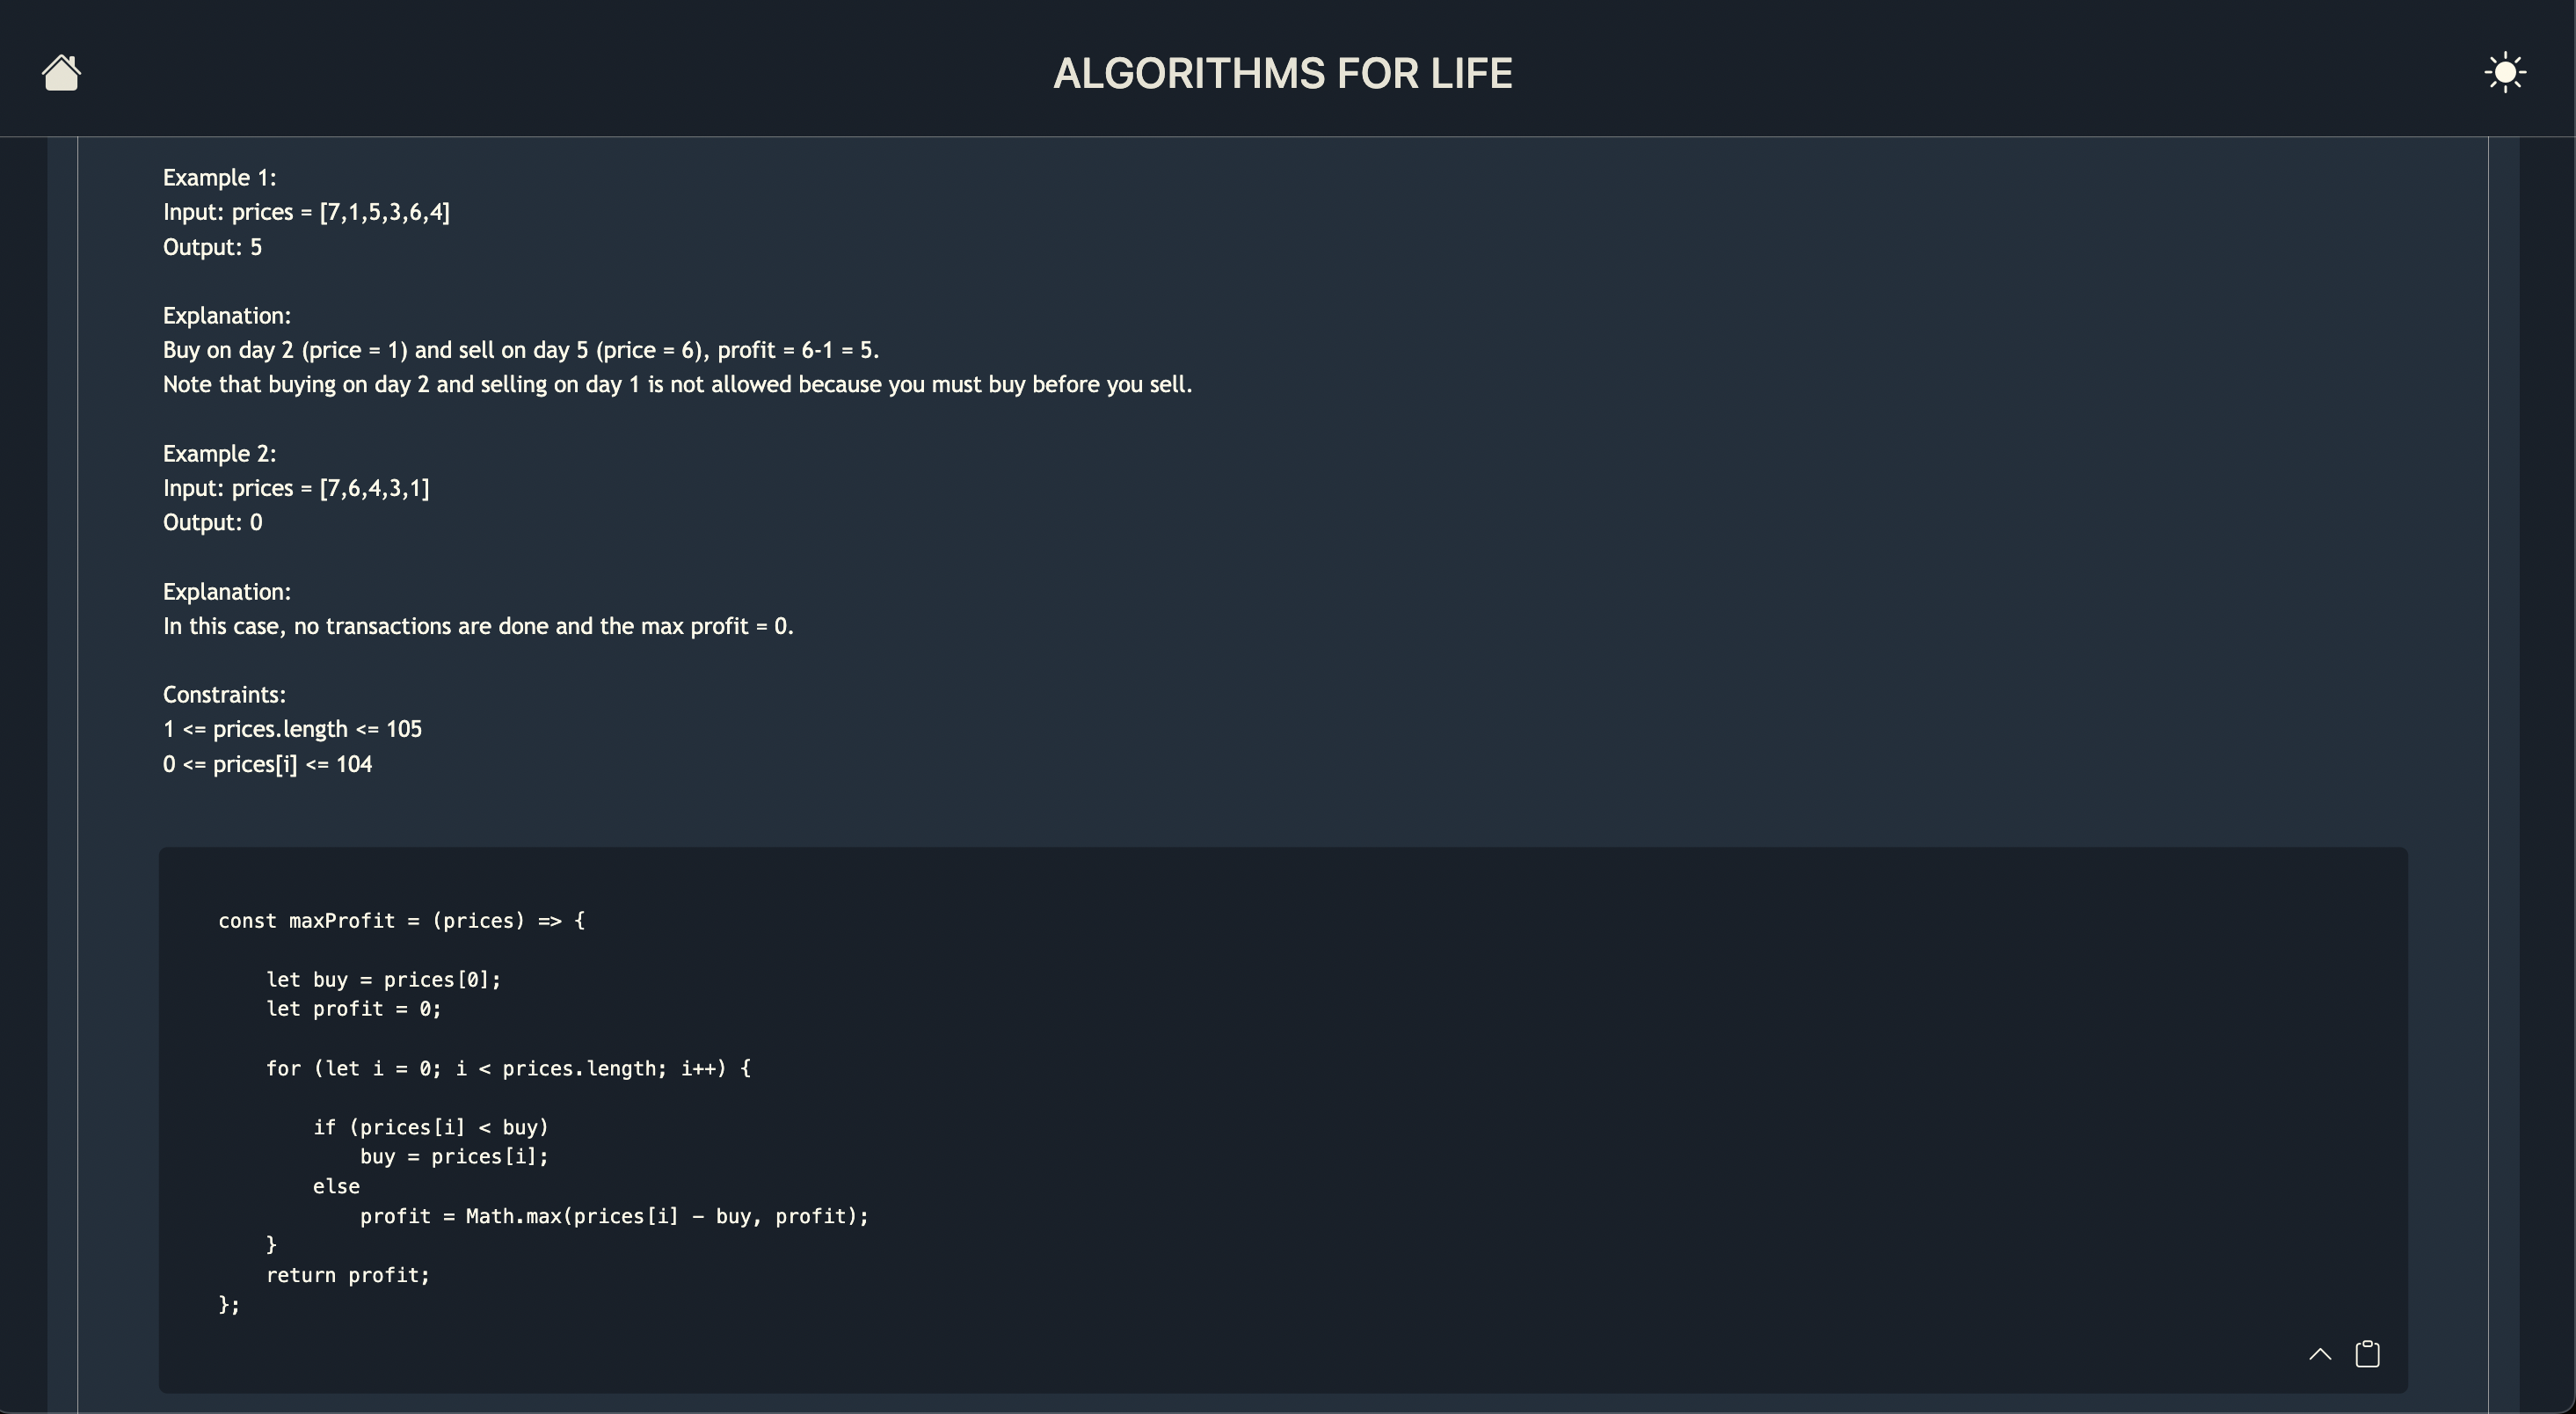 ALGORITHMS FOR LIFE
Example 1:
Input: prices = [7,1,5,3,6,4]
Output: 5
Explanation:
Buy on day 2 (price = 1) and sell on day 5 (price = 6), profit = 6-1 = 5.
Note that buying on day 2 and selling on day 1 is not allowed because you must buy before you sell.
Example 2:
Input: prices = [7,6,4,3,1]
Output: 0
Explanation:
In this case, no transactions are done and the max profit = 0.
Constraints:
1 <= prices.length <= 105
0 <= prices[i] <= 104
const maxProfit = (prices) => {
    let buy = prices[0];
    let profit = 0;
    for (let i = 0; i < prices.length; i++) {
        if (prices[i] < buy)
            buy = prices[i];
        else
            profit = Math.max(prices[i] - buy, profit);
    }
    return profit;
};